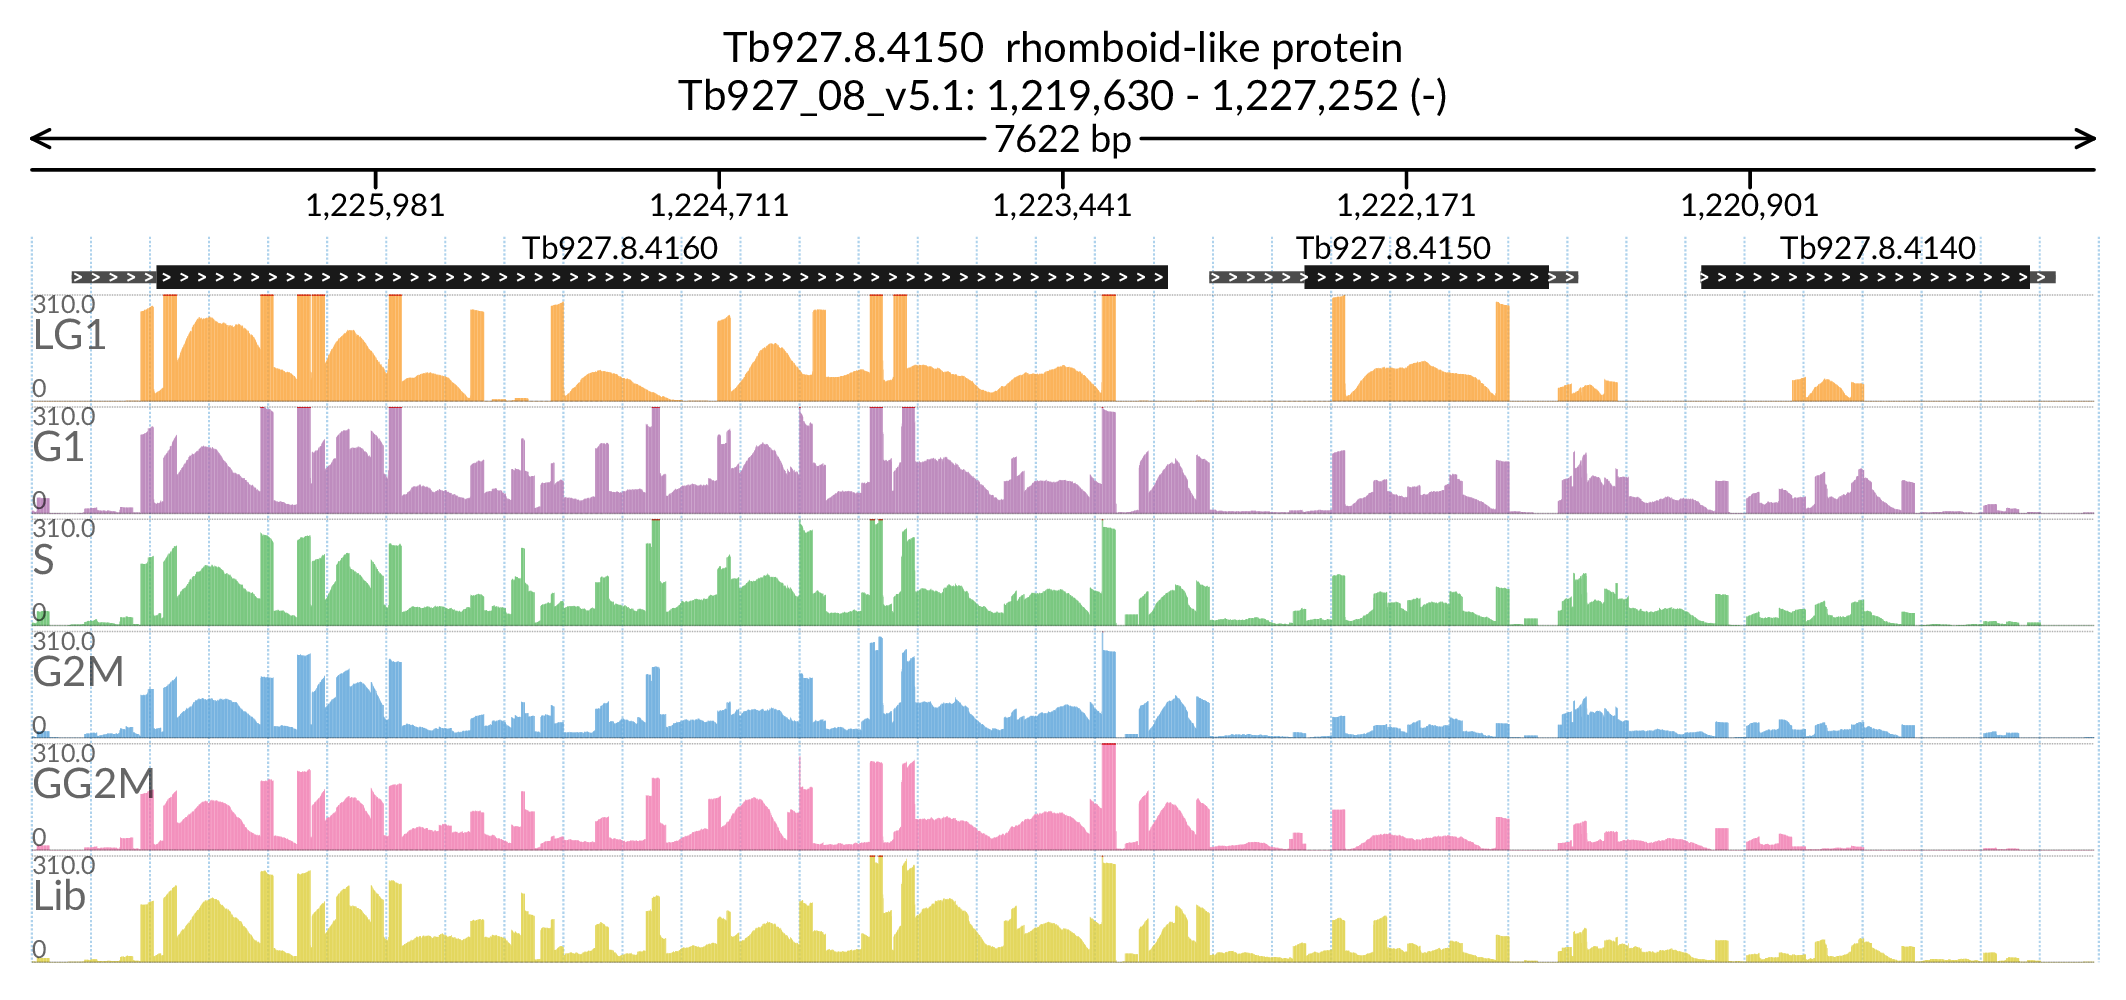 Tb927.8.4150 rhomboid-like protein
Tb927_08_v5.1: 1,219,630 - 1,227,252 (-)
7622 bp
1,225,981 1,224,711 1,223,441 1,222,171 1,220,901
Tb927.8.4160 Tb927.8.4150 Tb927.8.4140
310.0
LG1
0
310.0
G1
0
310.0
S
0
310.0
G2M
0
310.0
GG2M
0
310.0
Lib
0